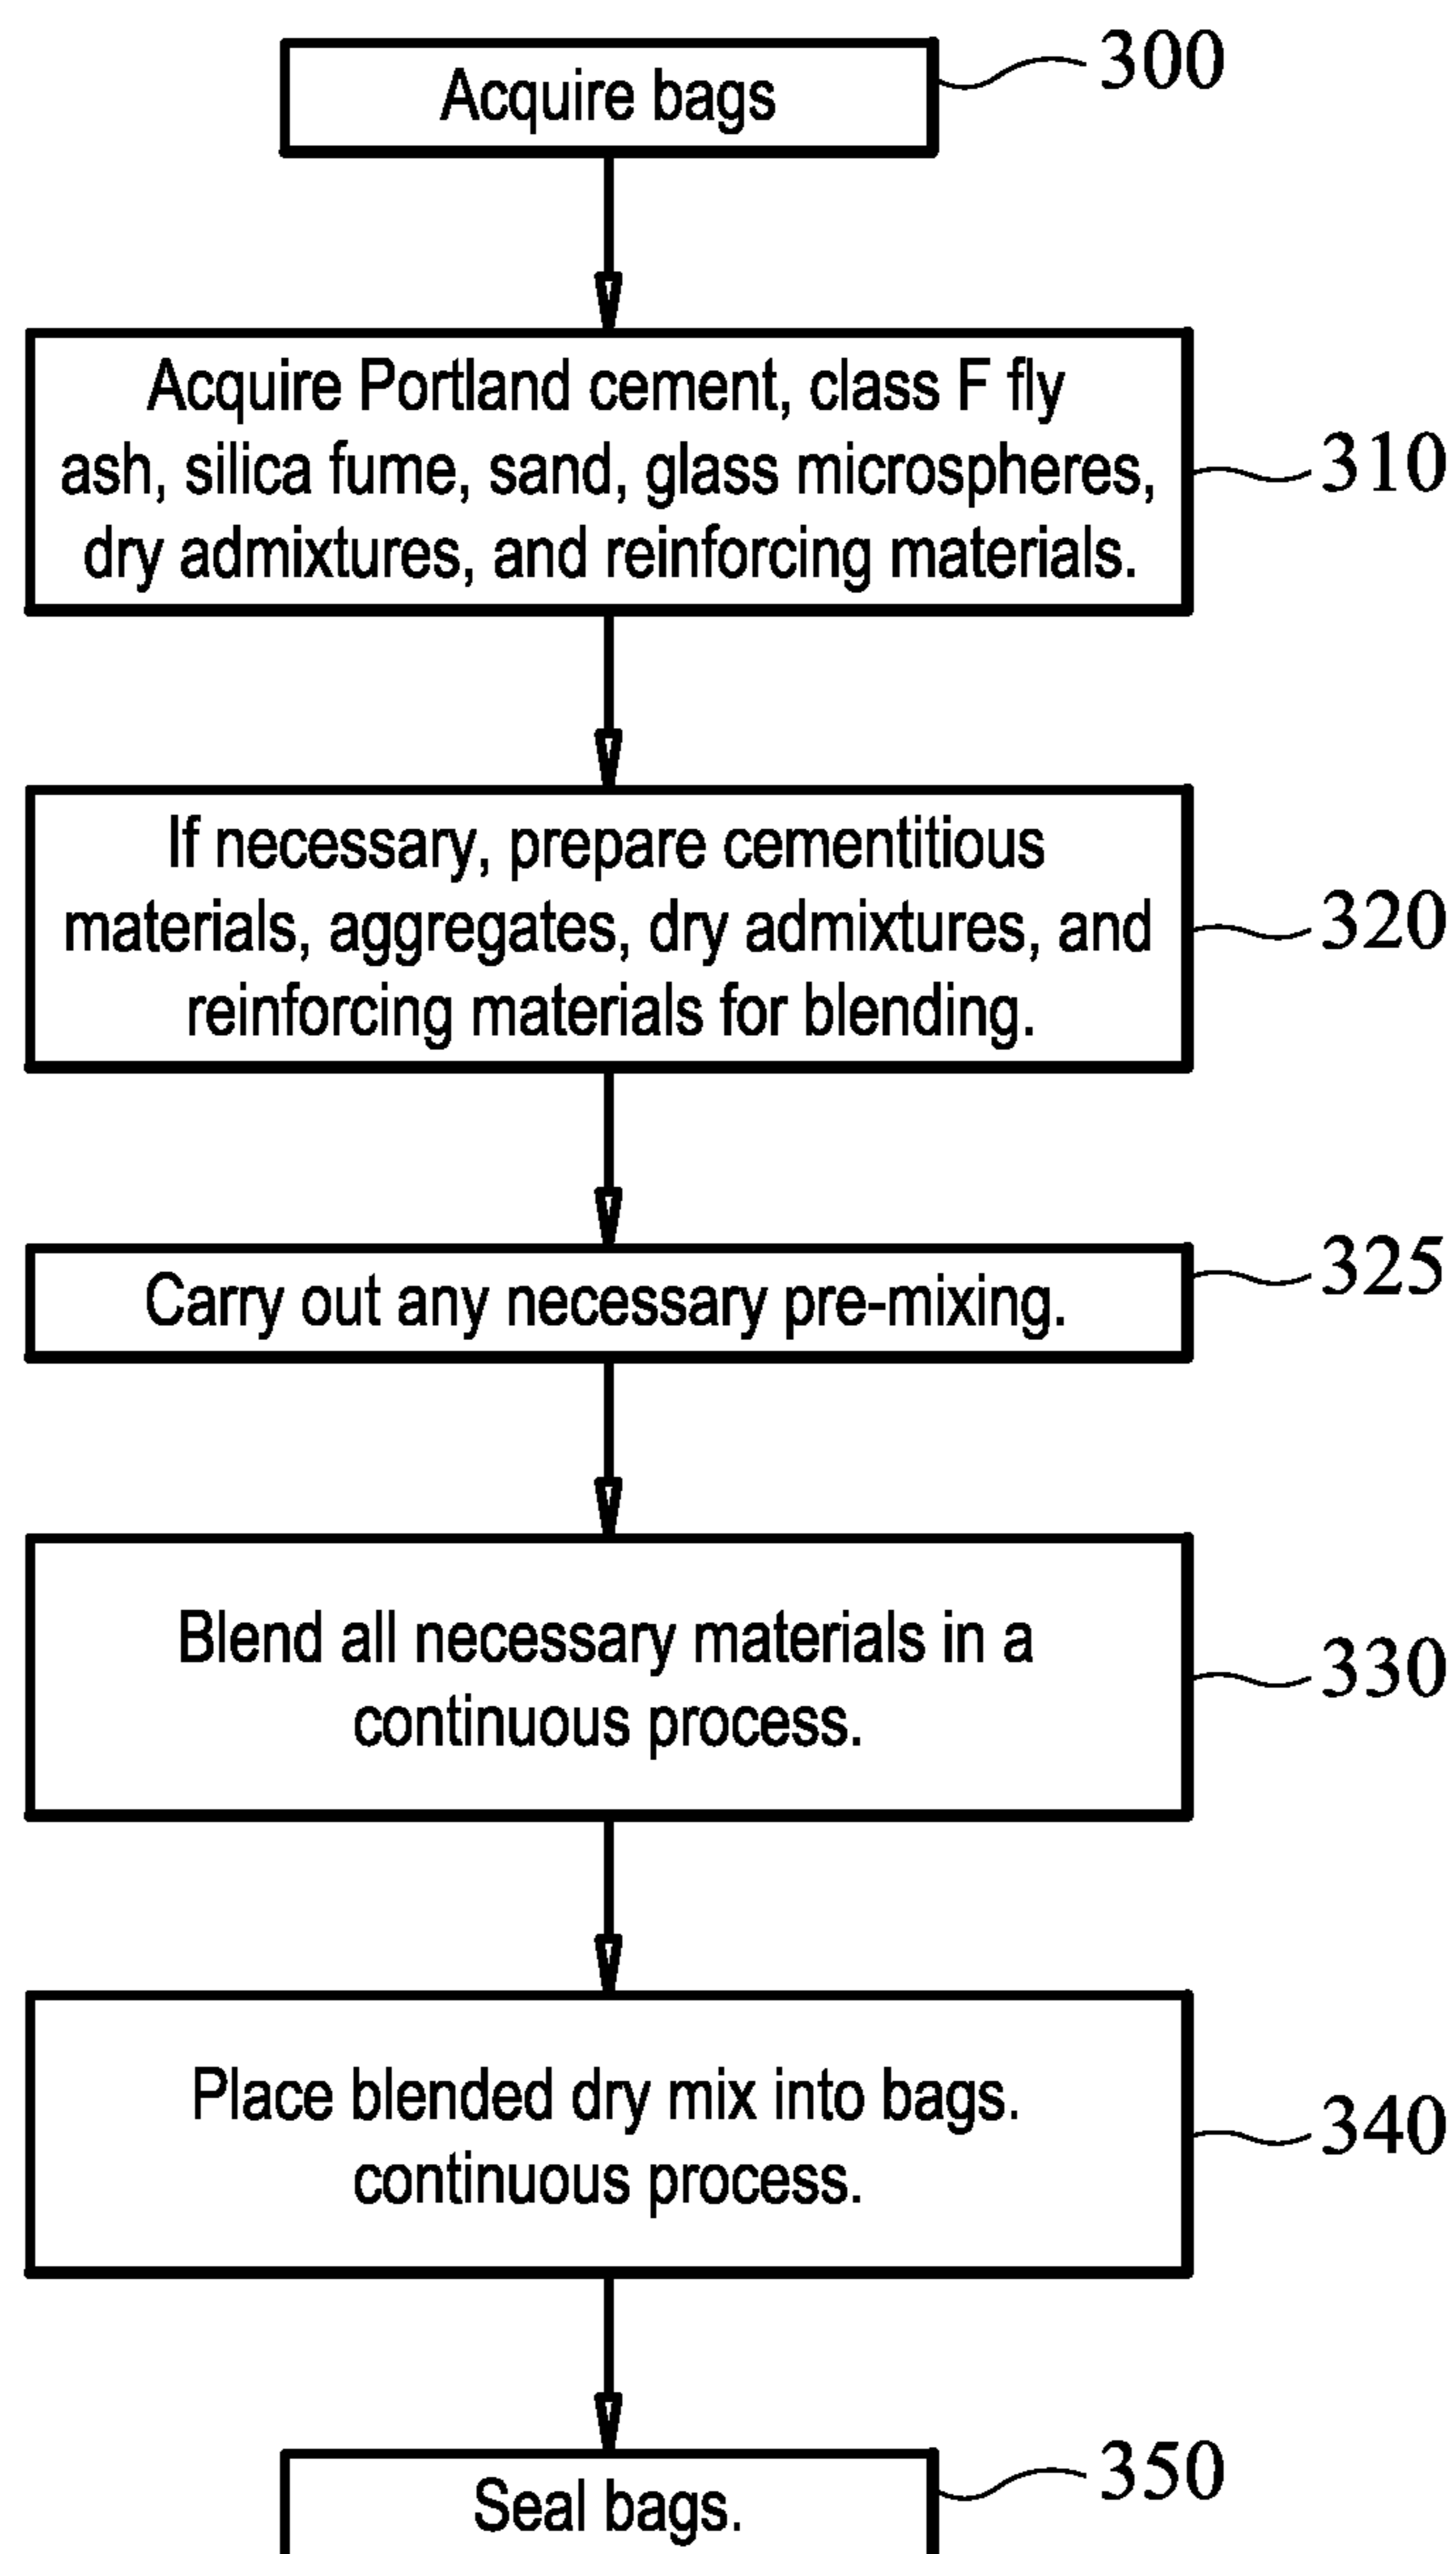 Acquire bags
300
Acquire Portland cement, class F fly
ash, silica fume, sand, glass microspheres,
dry admixtures, and reinforcing materials.
310
If necessary, prepare cementitious
materials, aggregates, dry admixtures, and
reinforcing materials for blending.
320
Carry out any necessary pre-mixing.
325
Blend all necessary materials in a
continuous process.
330
Place blended dry mix into bags.
continuous process.
340
Seal bags.
350